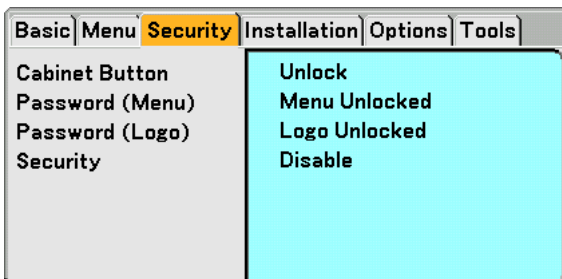 Basic Menu Security Installation Options Tools
Cabinet Button Unlock
Password (Menu) Menu Unlocked
Password (Logo) Logo Unlocked
Security Disable